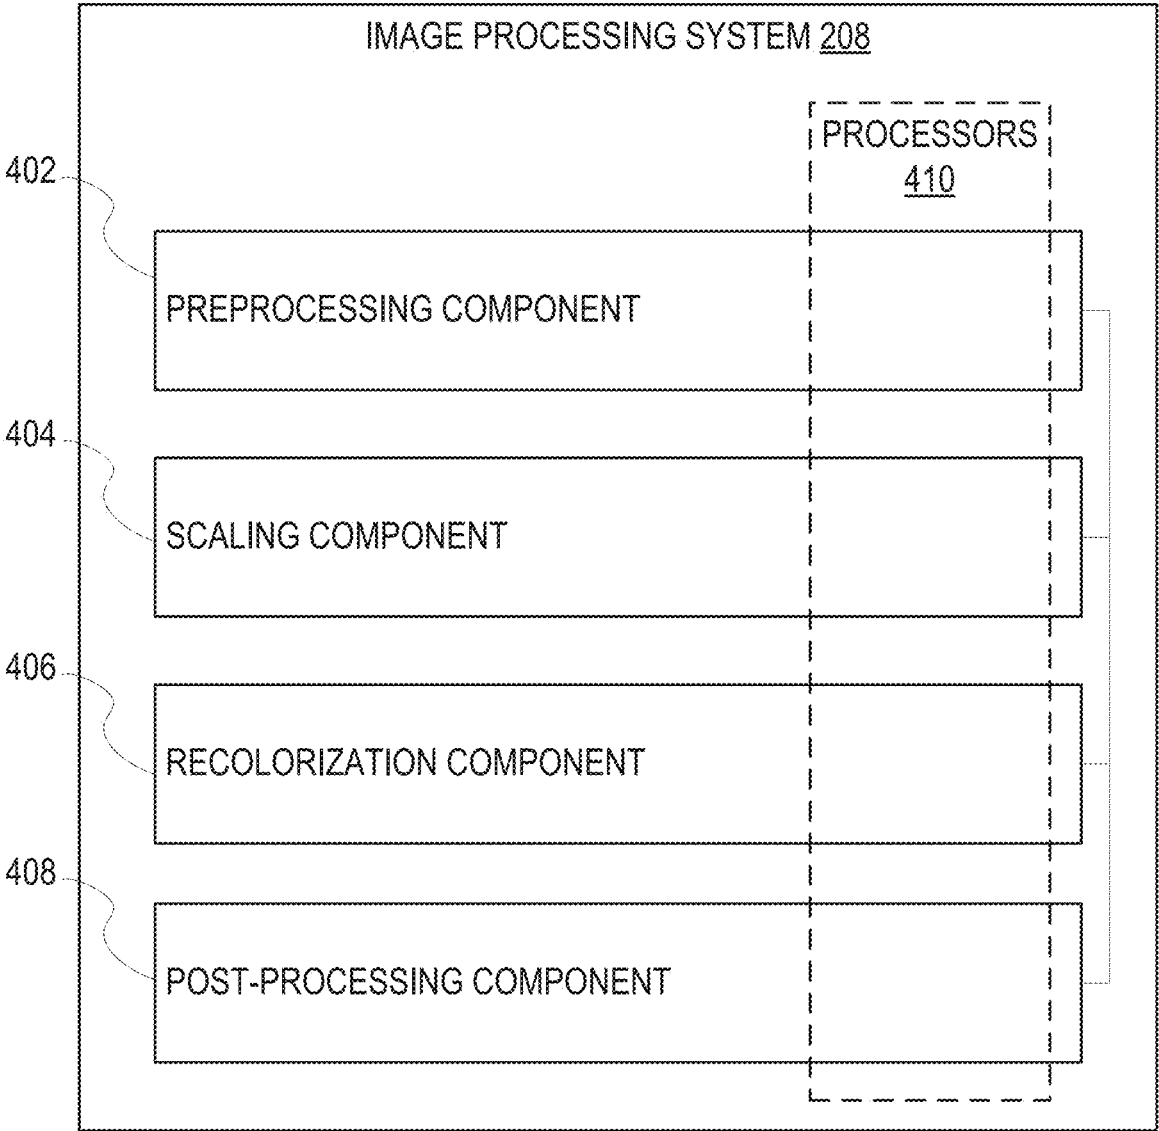 IMAGE PROCESSING SYSTEM 208
PROCESSORS
410
402
PREPROCESSING COMPONENT
404
SCALING COMPONENT
406
RECOLORIZATION COMPONENT
408
POST-PROCESSING COMPONENT